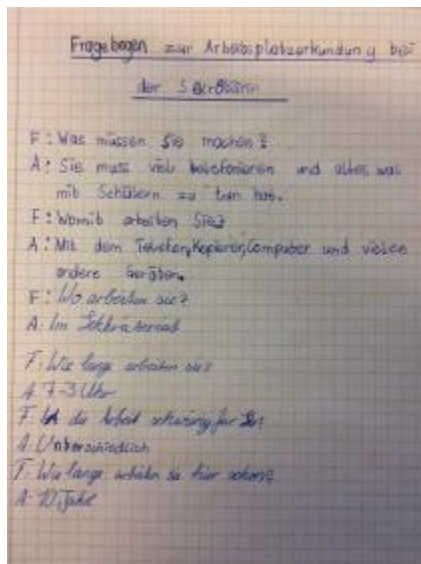 Fragebogen zur Arbeitsplatzerkundung bei
der Sekretärin
F: Was müssen Sie machen?
A: Sie muss viel telefonieren und alles was
mit Schülern zu tun hat.
F: Womit arbeiten Sie?
A: Mit dem Telefon, Kopierer, Computer und vielen
andere Geräten.
F: Wo arbeiten sie?
A: Im Sekräteriat
F: Wie lange arbeiten sie?
A: 7-3 Uhr
F: Ist die Arbeit schwirig für Sie?
A: Unterschiedlich
F: Wie lange arbeiten sie hier schon?
A: 10 Jahre